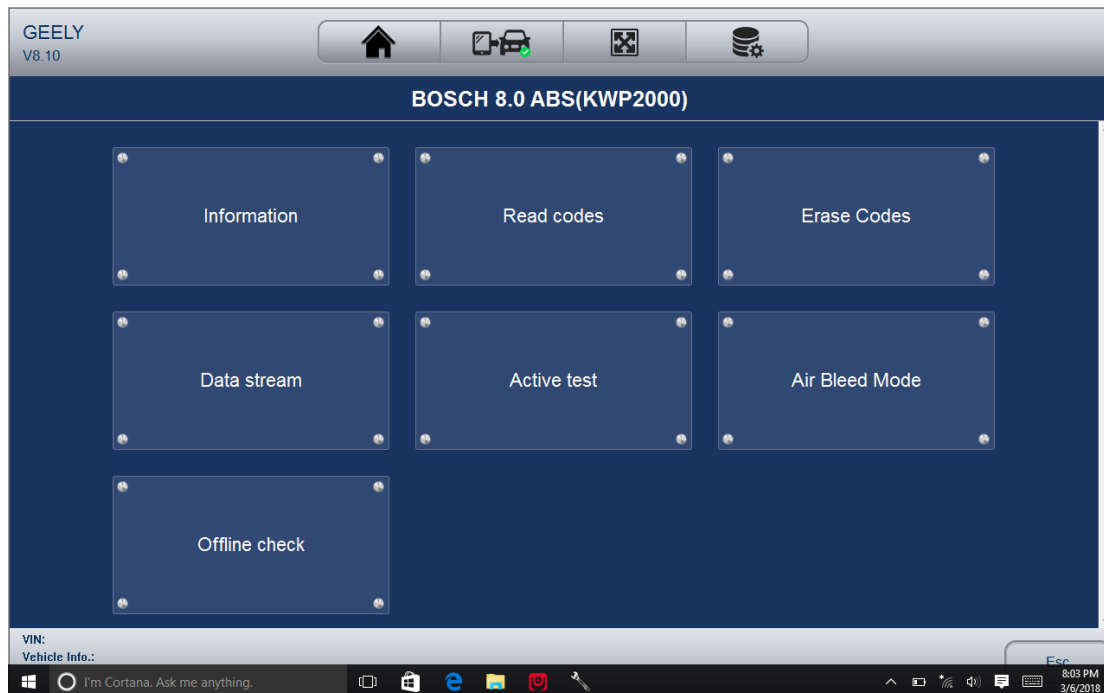 GEELY
V8.10
BOSCH 8.0 ABS(KWP2000)
Information
Read codes
Erase Codes
Data stream
Active test
Air Bleed Mode
Offline check
VIN:
Vehicle Info.:
Esc
I'm Cortana. Ask me anything.
8:03 PM
3/6/2018